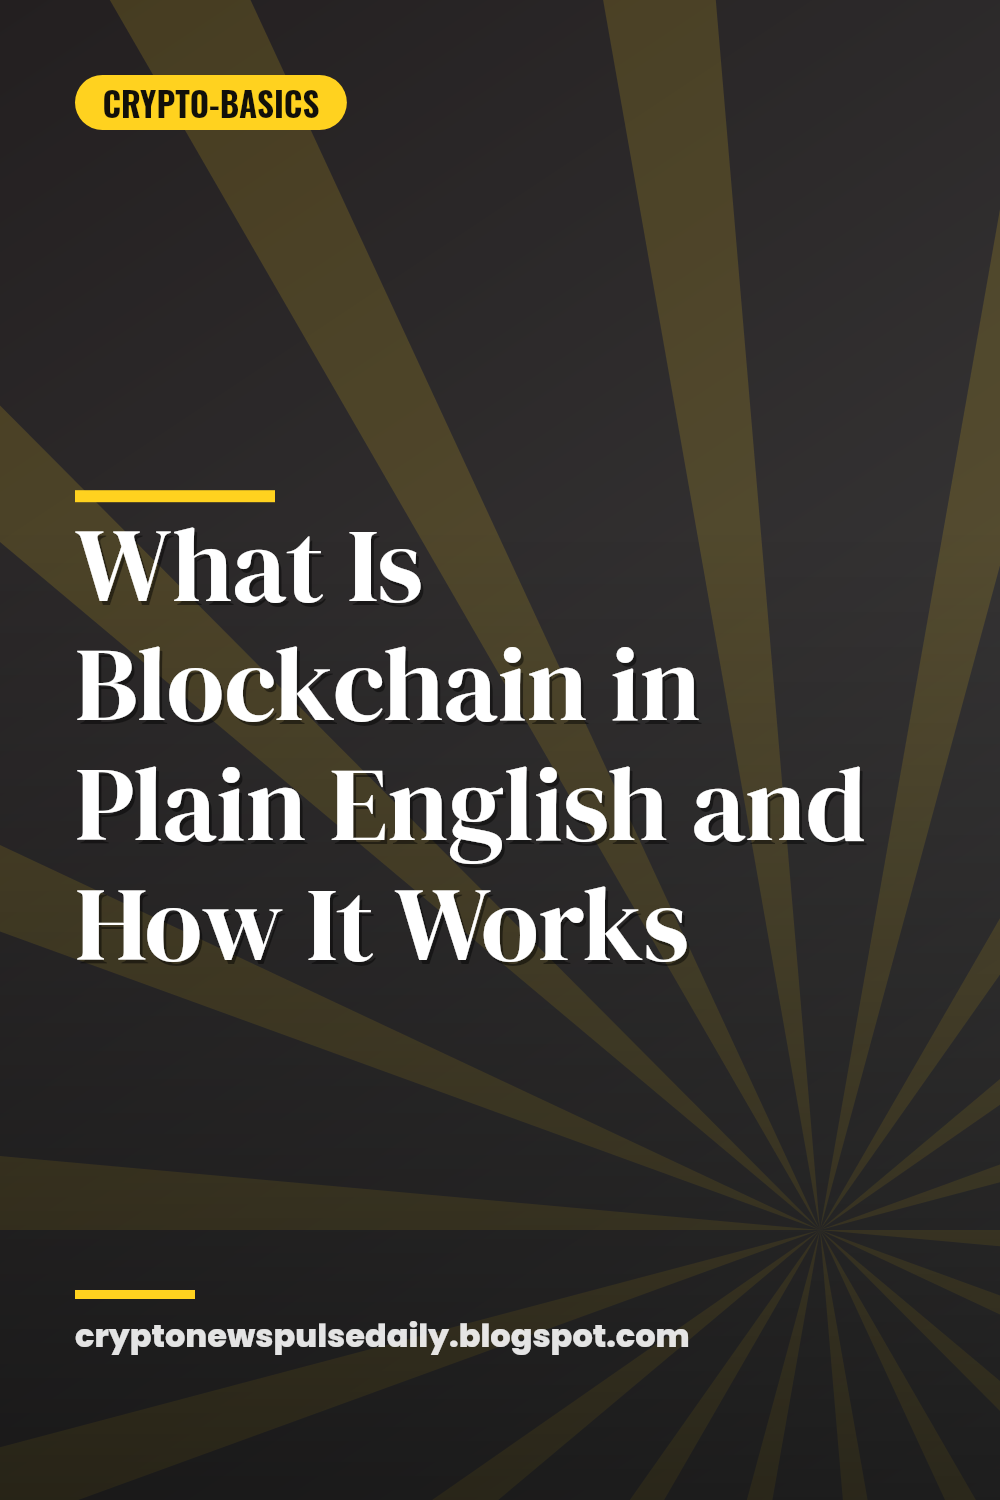 CRYPTO-BASICS
What Is
Blockchain in
Plain English and
How It Works
cryptonewspulsedaily.blogspot.com